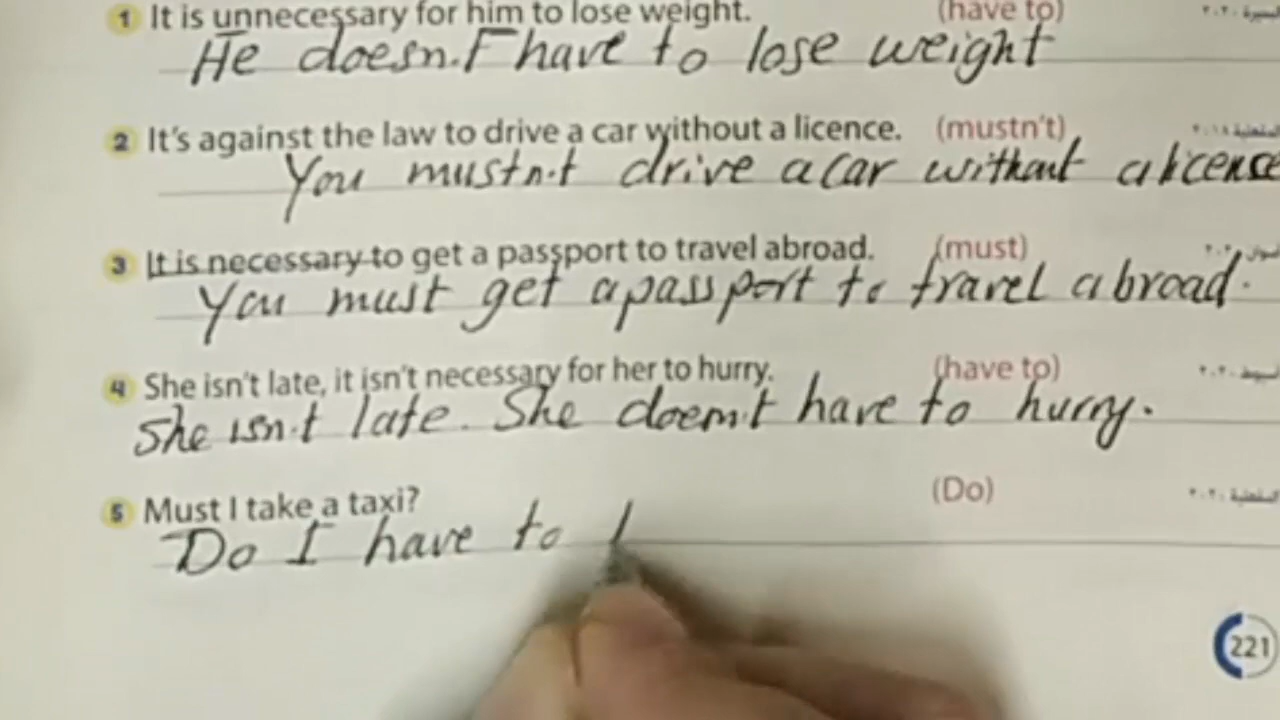 1 It is unnecessary for him to lose weight. (have to)
He doesn.t have to lose weight
2 It's against the law to drive a car without a licence. (mustn't)
You mustn.t drive a car without a licence
3 It is necessary to get a passport to travel abroad. (must)
You must get a passport to travel abroad.
4 She isn't late, it isn't necessary for her to hurry. (have to)
She isn.t late. She doem.t have to hurry.
5 Must I take a taxi? (Do)
Do I have to
221